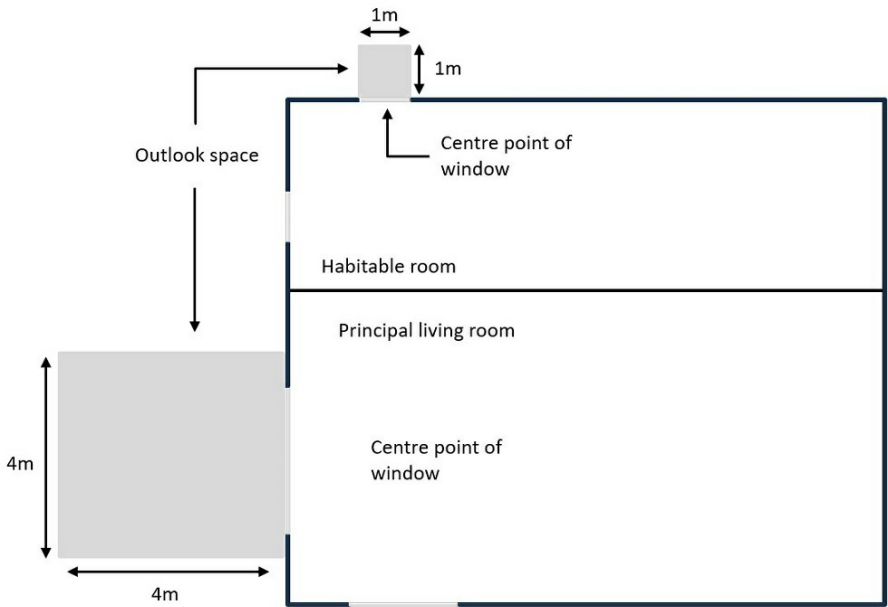 1m
1m
Centre point of
window
Outlook space
Habitable room
Principal living room
Centre point of
window
4m
4m